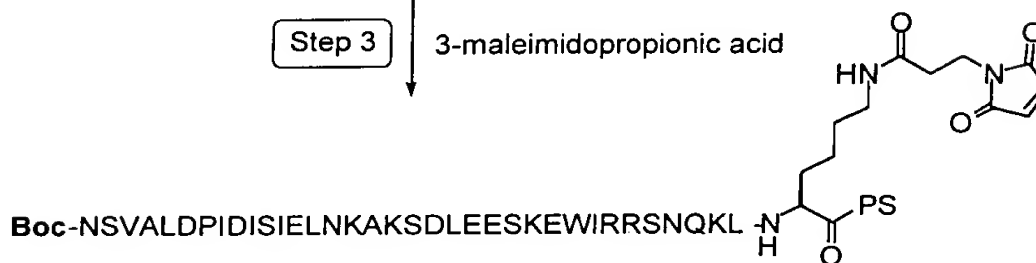 Step 3
3-maleimidopropionic acid
O
O
HN
N
O
Boc-NSVALDPIDISIELNKAKSDLEESKEWIRRSNQKL
N
H
PS
O